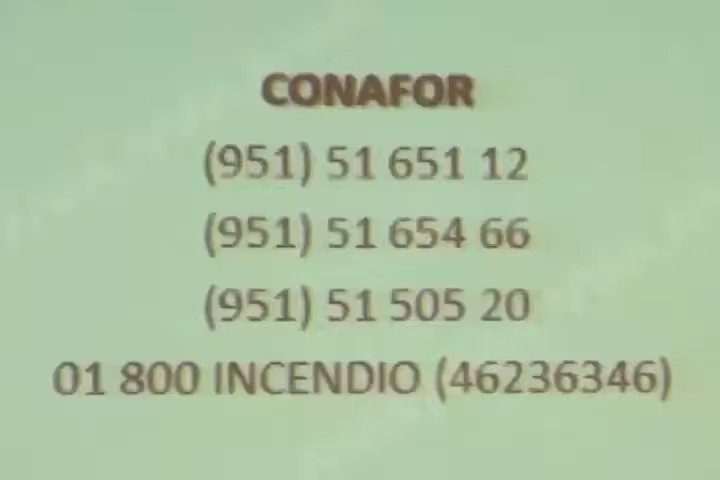 CONAFOR
(951) 51 651 12
(951) 51 654 66
(951) 51 505 20
01 800 INCENDIO (46236346)